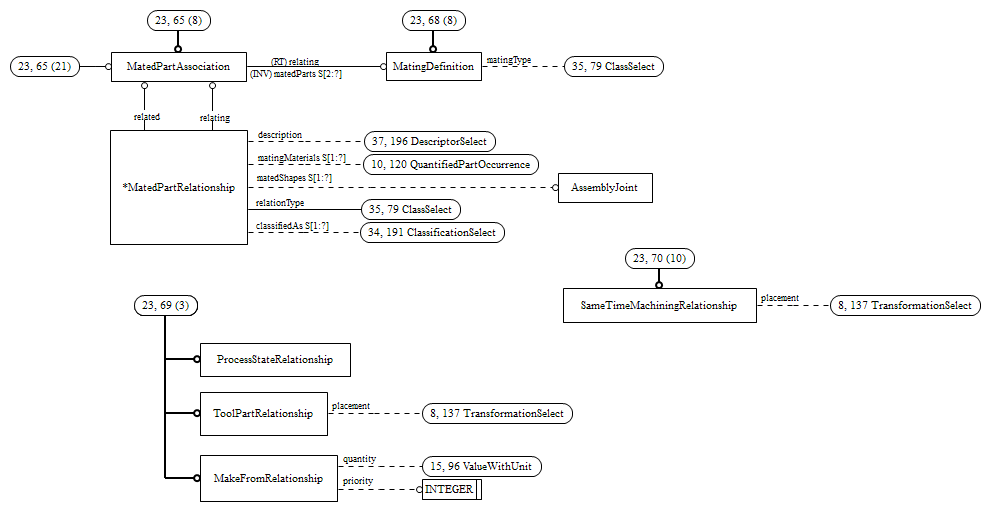 23, 65 (8)
23, 68 (8)
23, 65 (21)
MatedPartAssociation
(RT) relating
(INV) matedParts S[2:?]
MatingDefinition
matingType
35, 79 ClassSelect
related
relating
*MatedPartRelationship
description
37, 196 DescriptorSelect
matingMaterials S[1:?]
10, 120 QuantifiedPartOccurrence
matedShapes S[1:?]
AssemblyJoint
relationType
35, 79 ClassSelect
classifiedAs S[1:?]
34, 191 ClassificationSelect
23, 70 (10)
SameTimeMachiningRelationship
placement
8, 137 TransformationSelect
23, 69 (3)
ProcessStateRelationship
ToolPartRelationship
placement
8, 137 TransformationSelect
MakeFromRelationship
quantity
15, 96 ValueWithUnit
priority
INTEGER